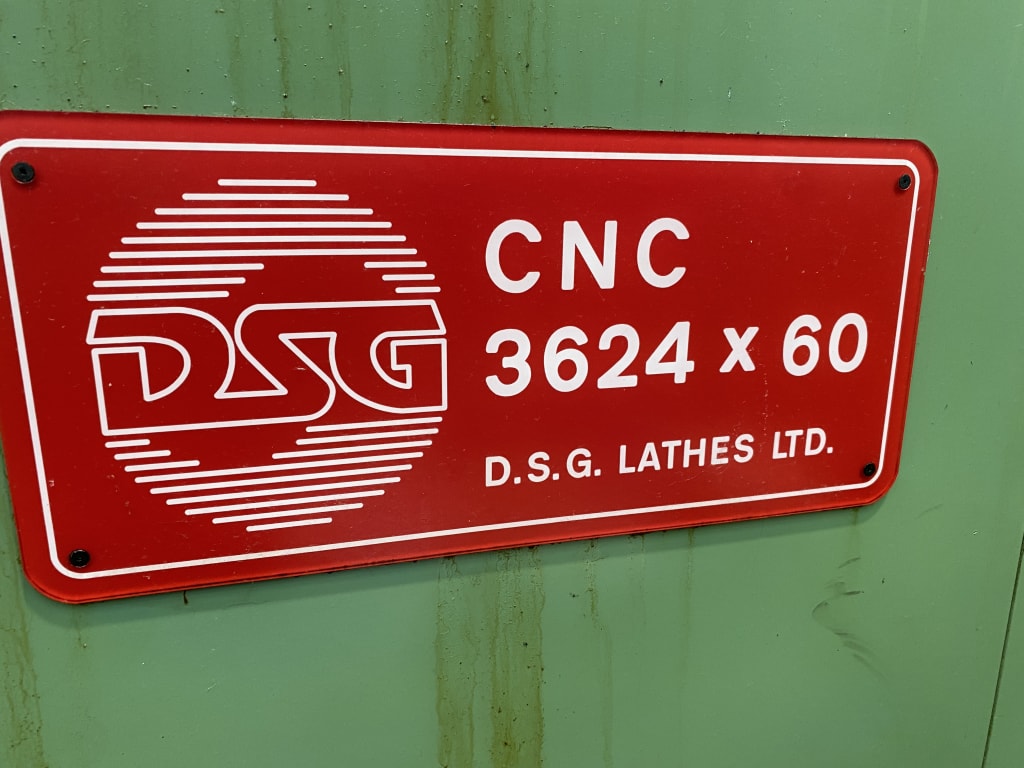 DSG
CNC
3624 x 60
D.S.G. LATHES LTD.